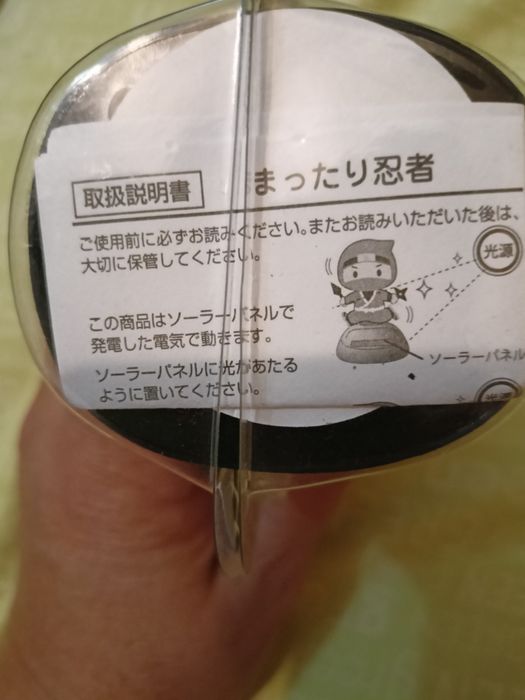 取扱説明書
まったり忍者
ご使用前に必ずお読みください。またお読みいただいた後は、
大切に保管してください。
光源
この商品はソーラーパネルで
発電した電気で動きます。
ソーラーパネル
ソーラーパネルに光があたる
ように置いてください。
光源